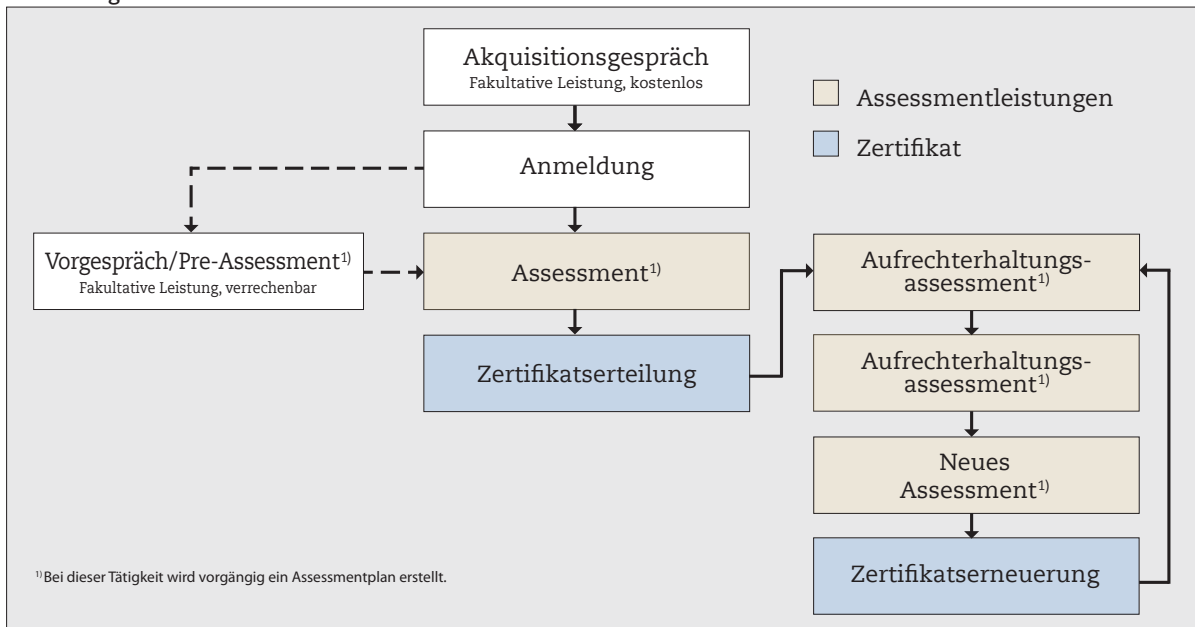 Akquisitionsgespräch
Fakultative Leistung, kostenlos
Assessmentleistungen
Zertifikat
Anmeldung
Vorgespräch/Pre-Assessment¹⁾
Fakultative Leistung, verrechenbar
Assessment¹⁾
Zertifikatserteilung
Aufrechterhaltungs-
assessment¹⁾
Aufrechterhaltungs-
assessment¹⁾
Neues
Assessment¹⁾
Zertifikatserneuerung
¹⁾ Bei dieser Tätigkeit wird vorgängig ein Assessmentplan erstellt.